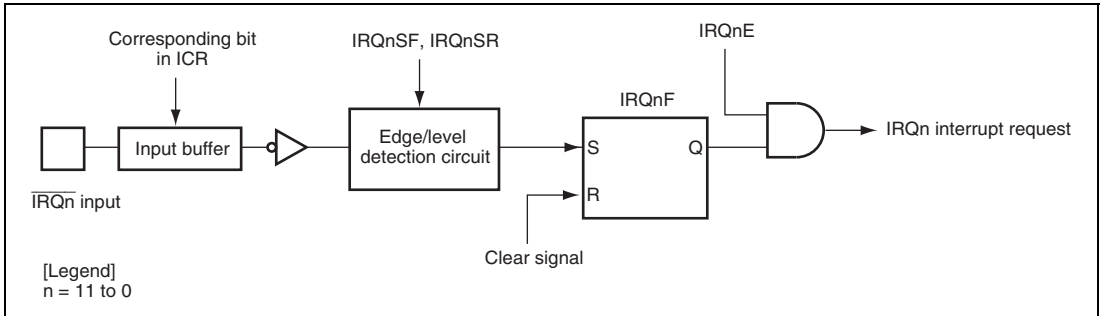 Corresponding bit
in ICR
IRQnSF, IRQnSR
IRQnE
IRQnF
Input buffer
Edge/level
detection circuit
S
Q
R
IRQn interrupt request
IRQn input
Clear signal
[Legend]
n = 11 to 0